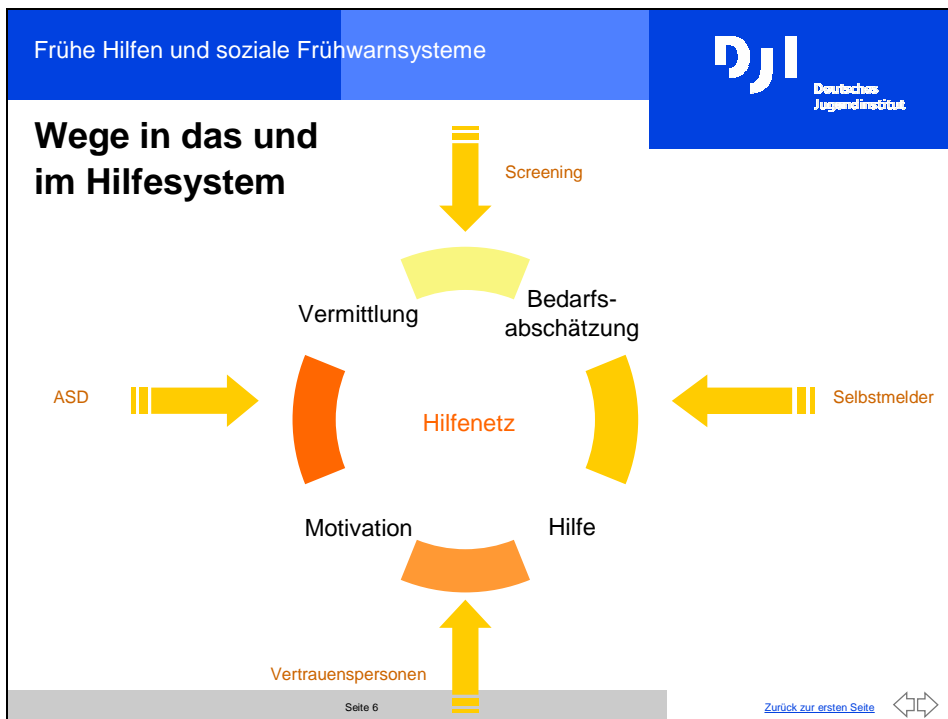 Frühe Hilfen und soziale Frühwarnsysteme
DJI
Deutsches
Jugendinstitut
Wege in das und
im Hilfesystem
Screening
Vermittlung
Bedarfs-
abschätzung
ASD
Hilfenetz
Selbstmelder
Motivation
Hilfe
Vertrauenspersonen
Seite 6
Zurück zur ersten Seite